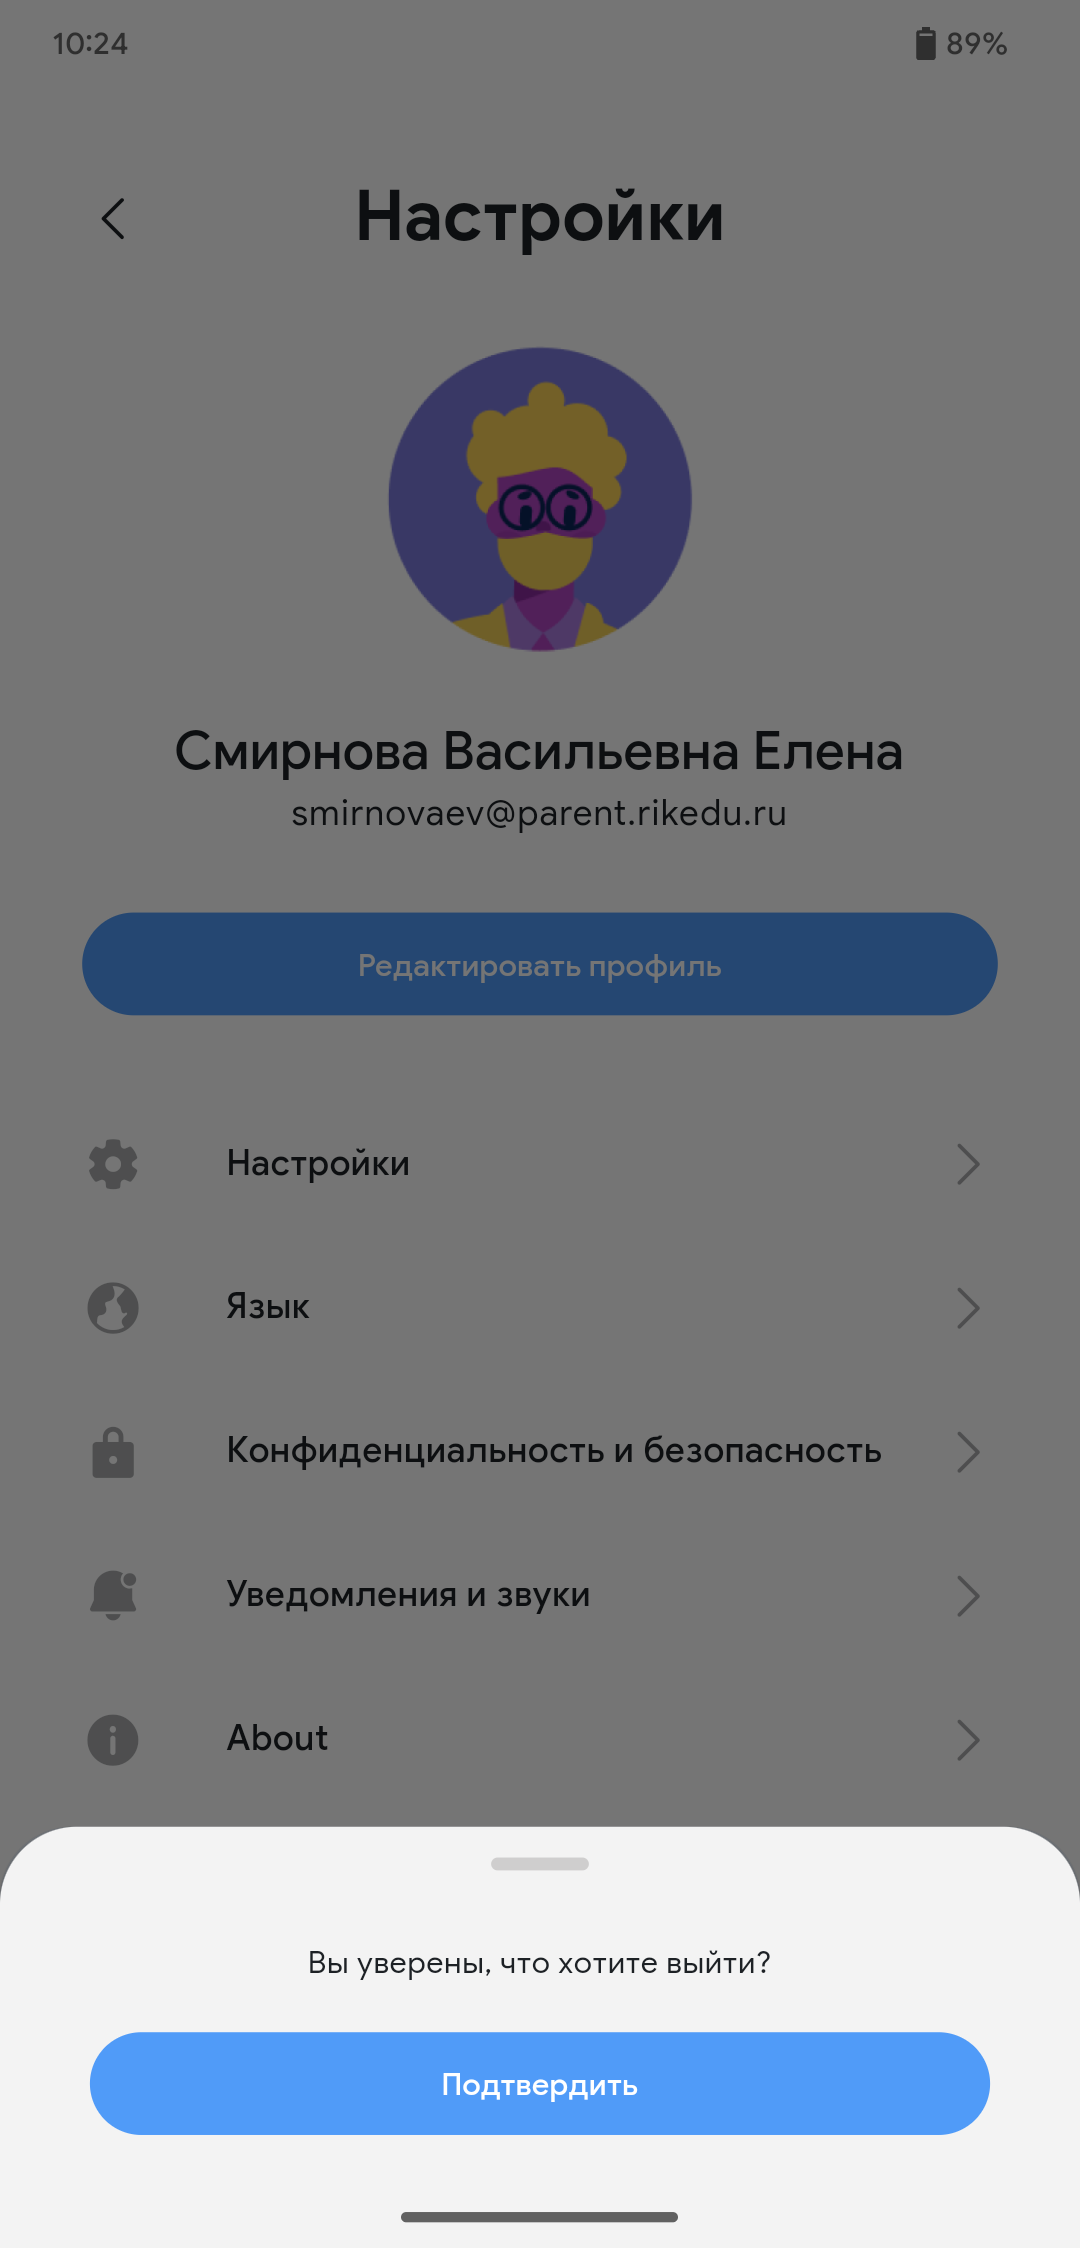 10:24
89%
Настройки
Смирнова Васильевна Елена
smirnovaev@parent.rikedu.ru
Редактировать профиль
Настройки
Язык
Конфиденциальность и безопасность
Уведомления и звуки
About
Вы уверены, что хотите выйти?
Подтвердить